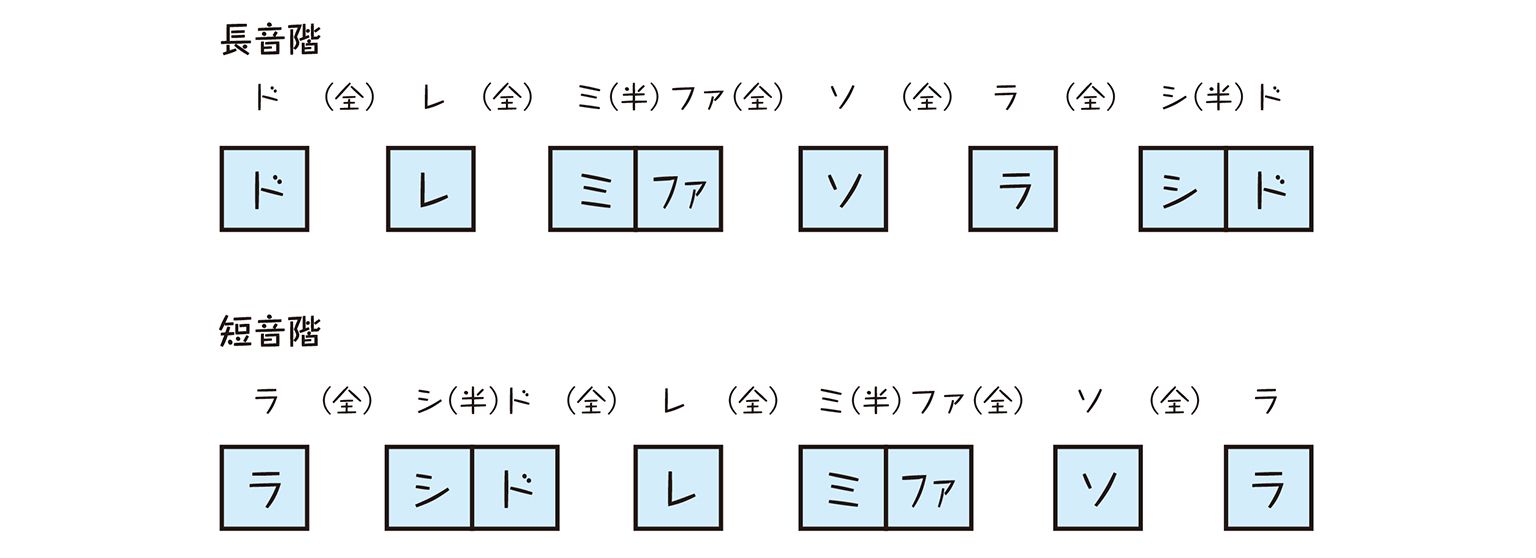 長音階
ド (全) レ (全) ミ(半)ファ(全) ソ (全) ラ (全) シ(半)ド
ド レ ミ ファ ソ ラ シ ド
短音階
ラ (全) シ(半)ド (全) レ (全) ミ(半)ファ(全) ソ (全) ラ
ラ シ ド レ ミ ファ ソ ラ